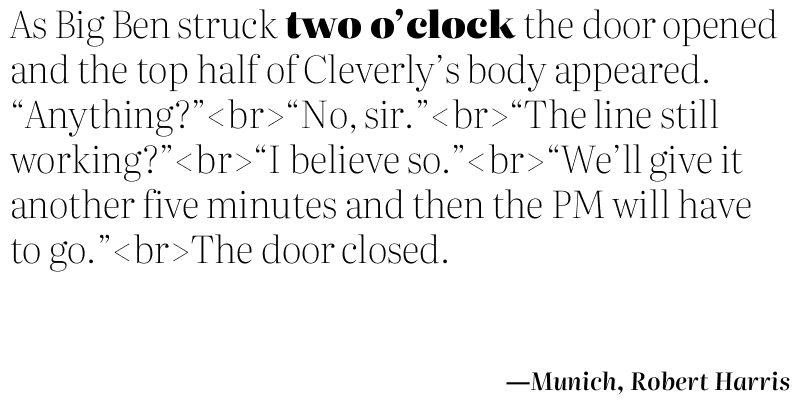 As Big Ben struck two o’clock the door opened
and the top half of Cleverly’s body appeared.
“Anything?”<br>“No, sir.”<br>“The line still
working?”<br>“I believe so.”<br>“We’ll give it
another five minutes and then the PM will have
to go.”<br>The door closed.
—Munich, Robert Harris